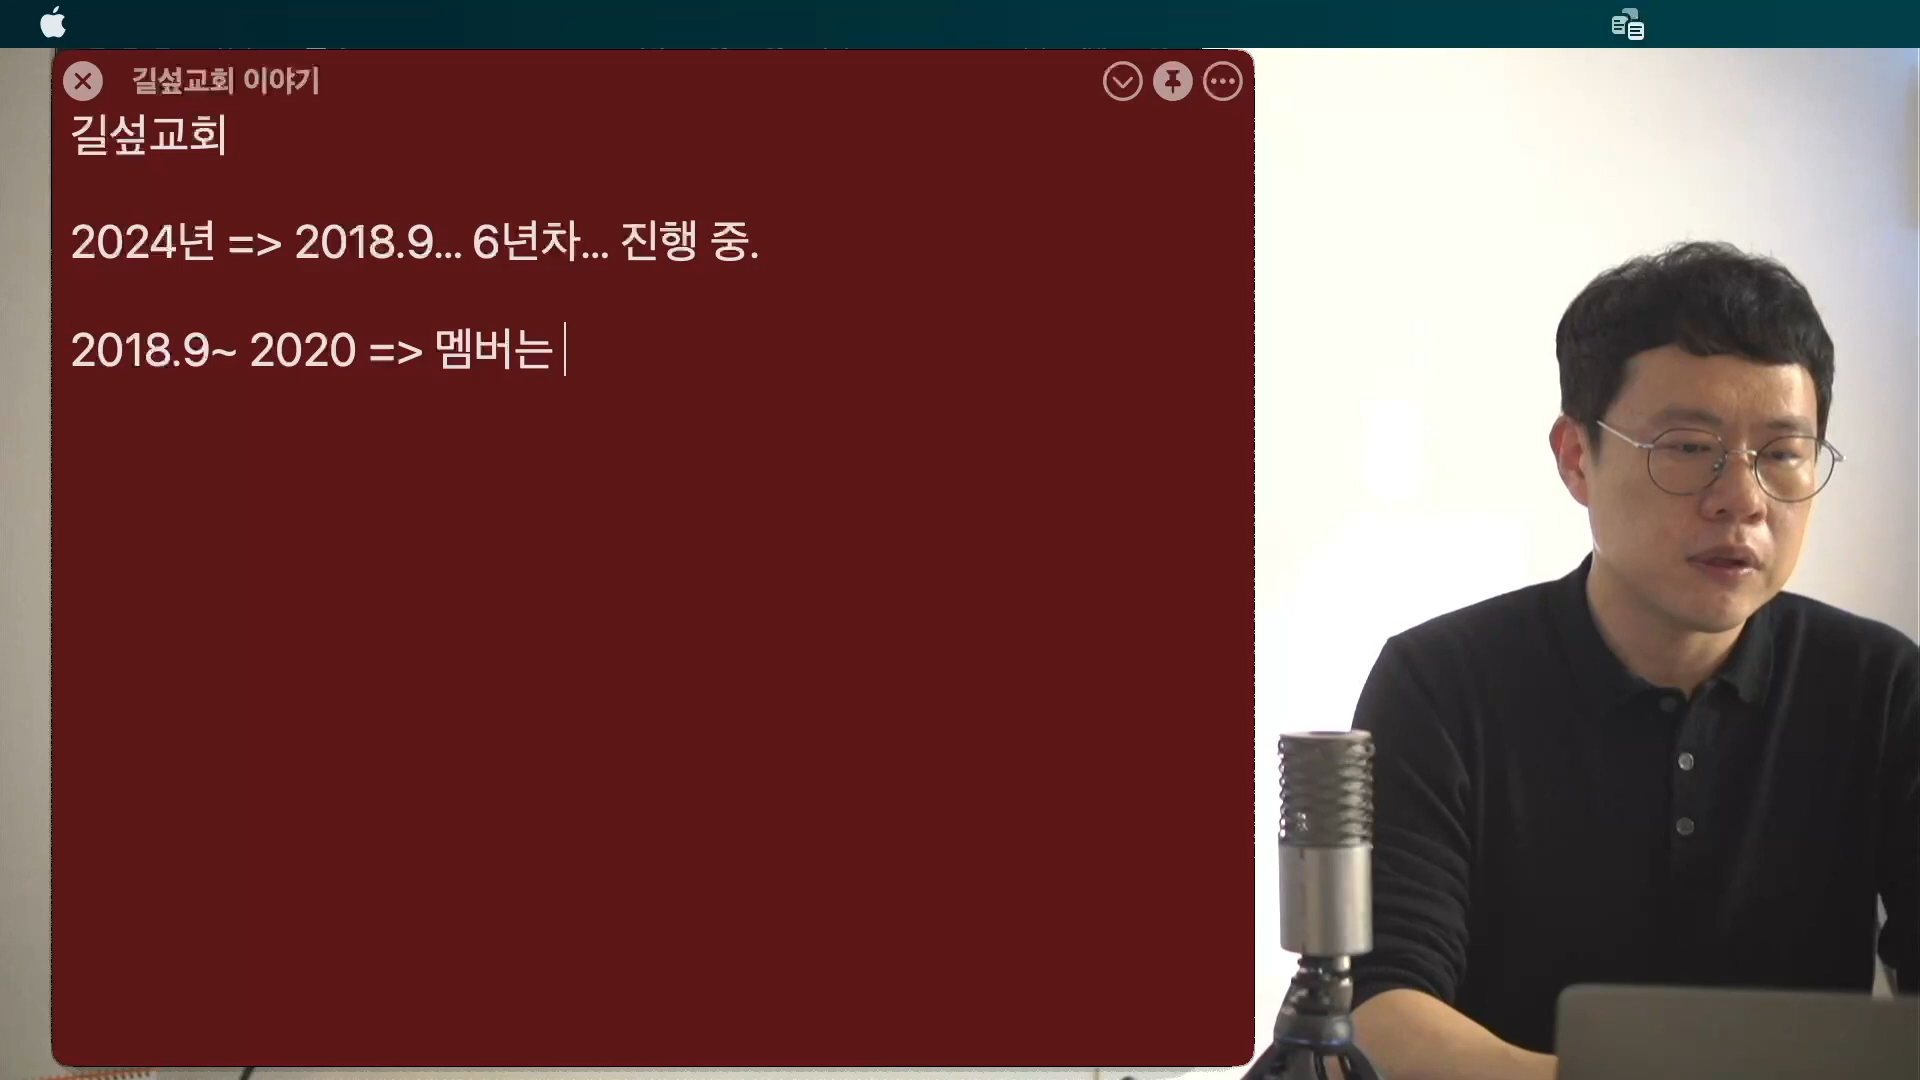 길섶교회 이야기
길섶교회
2024년 => 2018.9... 6년차... 진행 중.
2018.9~ 2020 => 멤버는